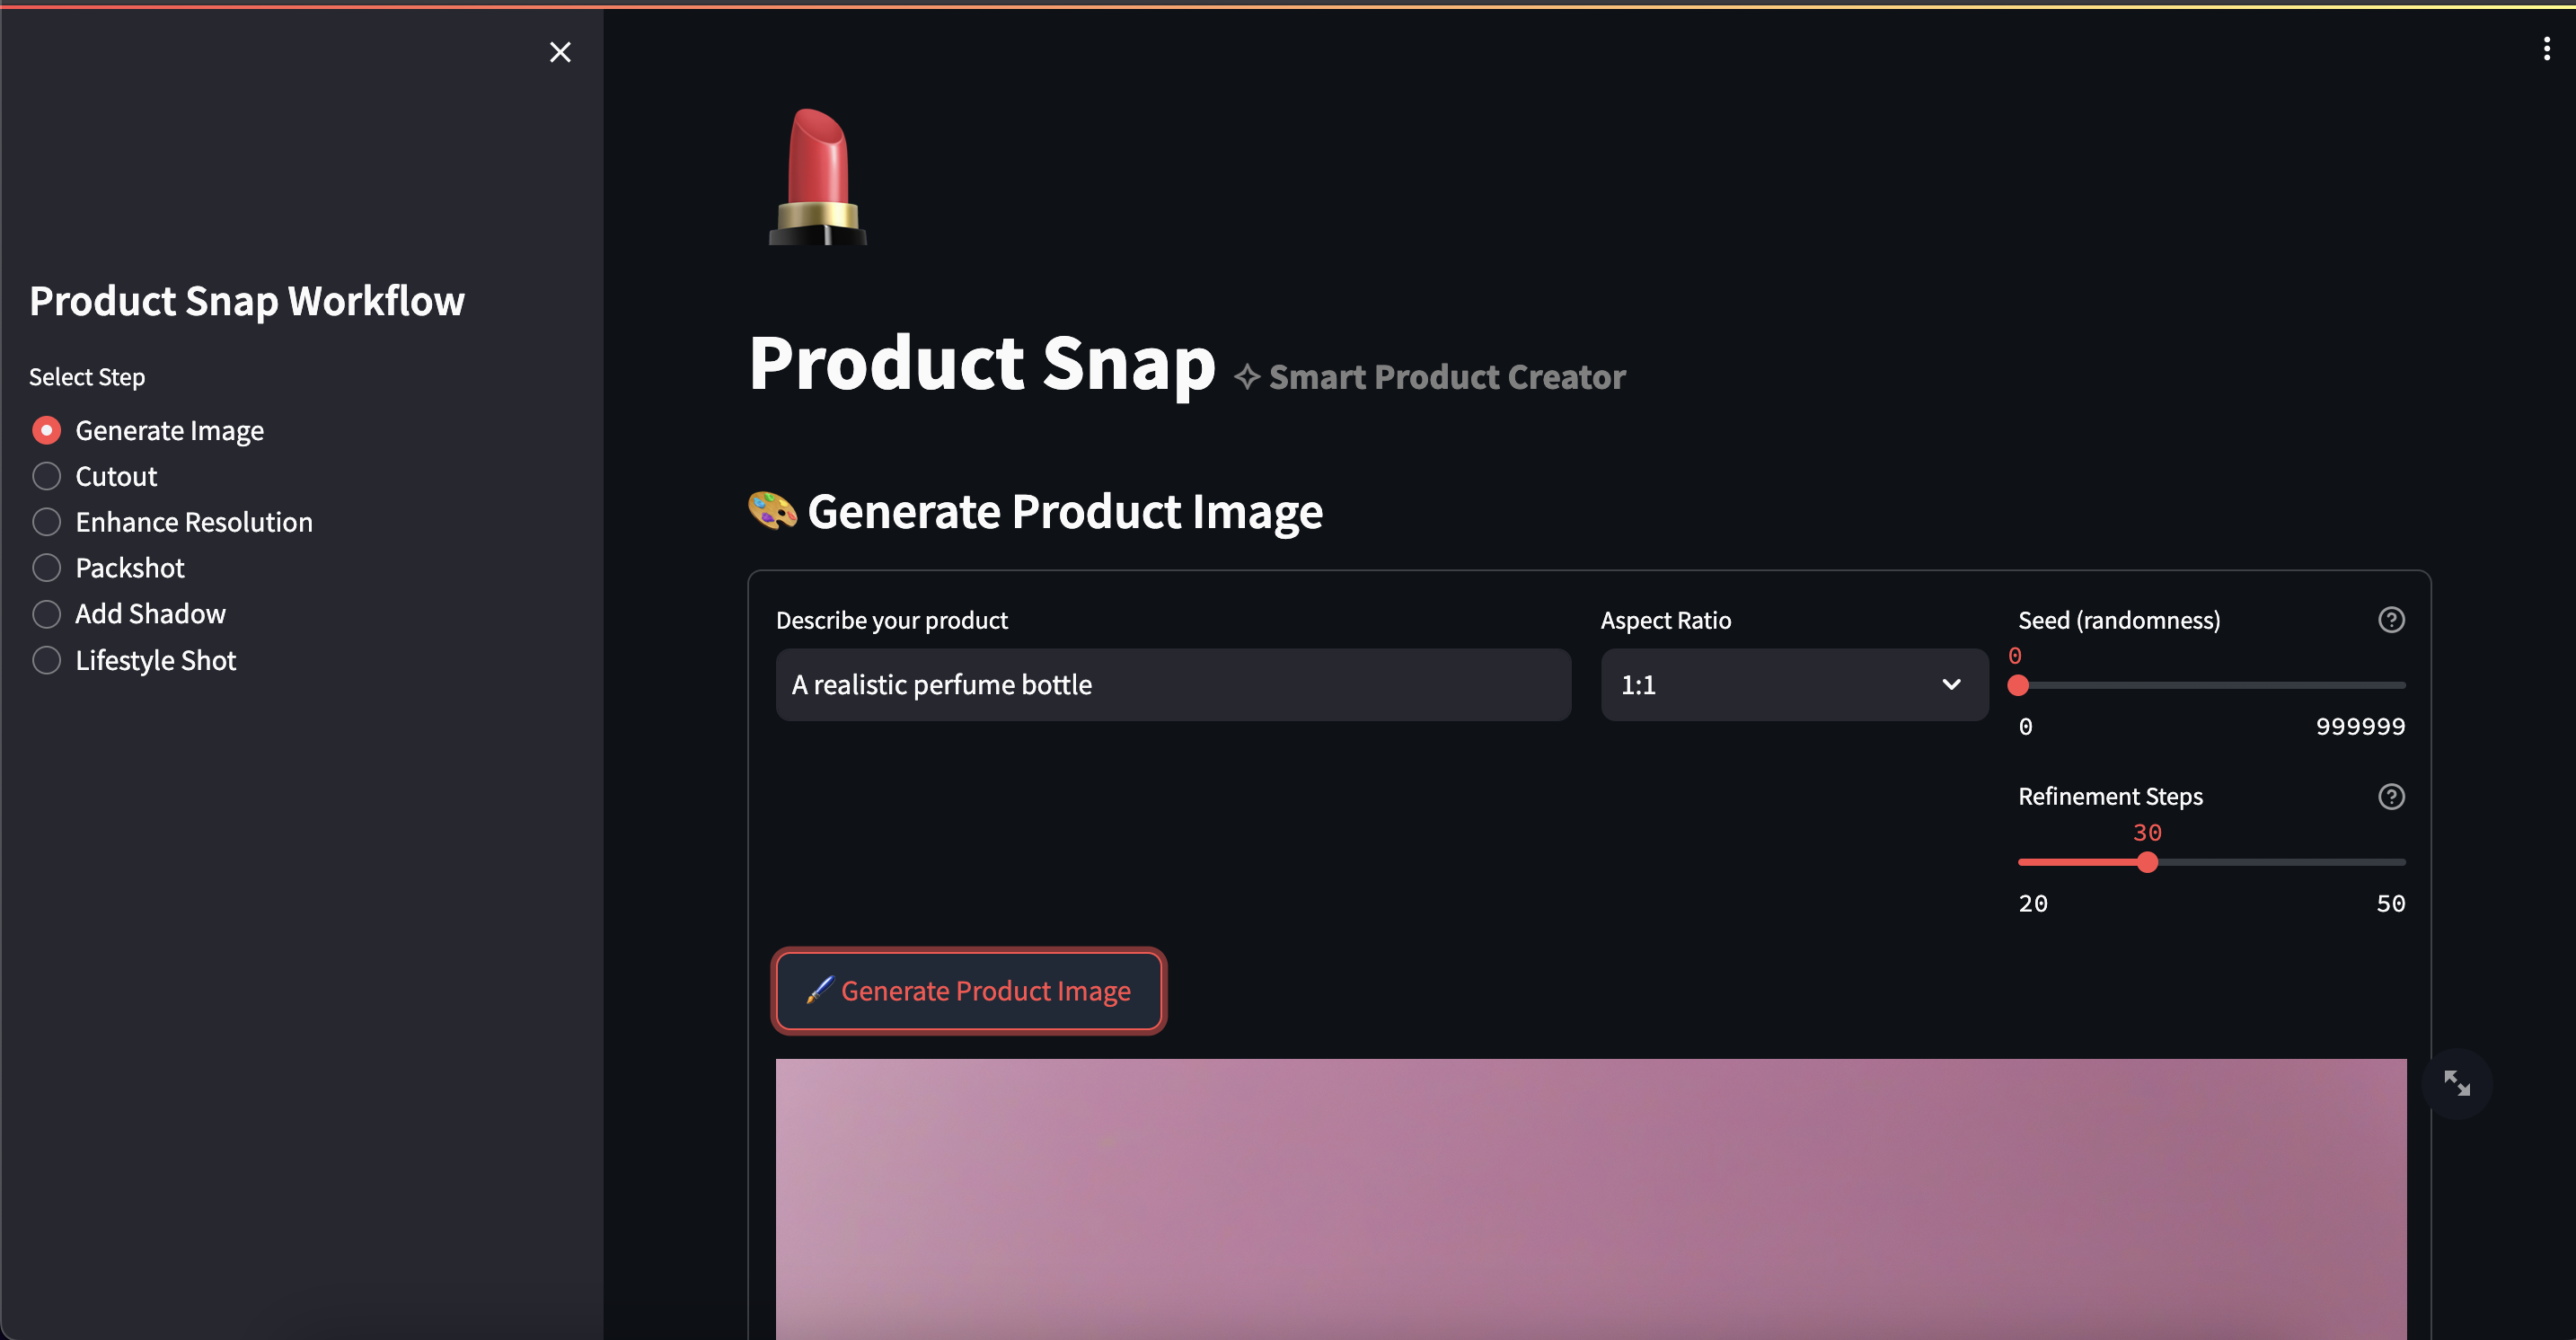 Product Snap Workflow
Select Step
Generate Image
Cutout
Enhance Resolution
Packshot
Add Shadow
Lifestyle Shot
Product Snap ✧ Smart Product Creator
🎨 Generate Product Image
Describe your product
A realistic perfume bottle
Aspect Ratio
1:1
Seed (randomness)
0
0 999999
Refinement Steps
30
20 50
🖌️ Generate Product Image